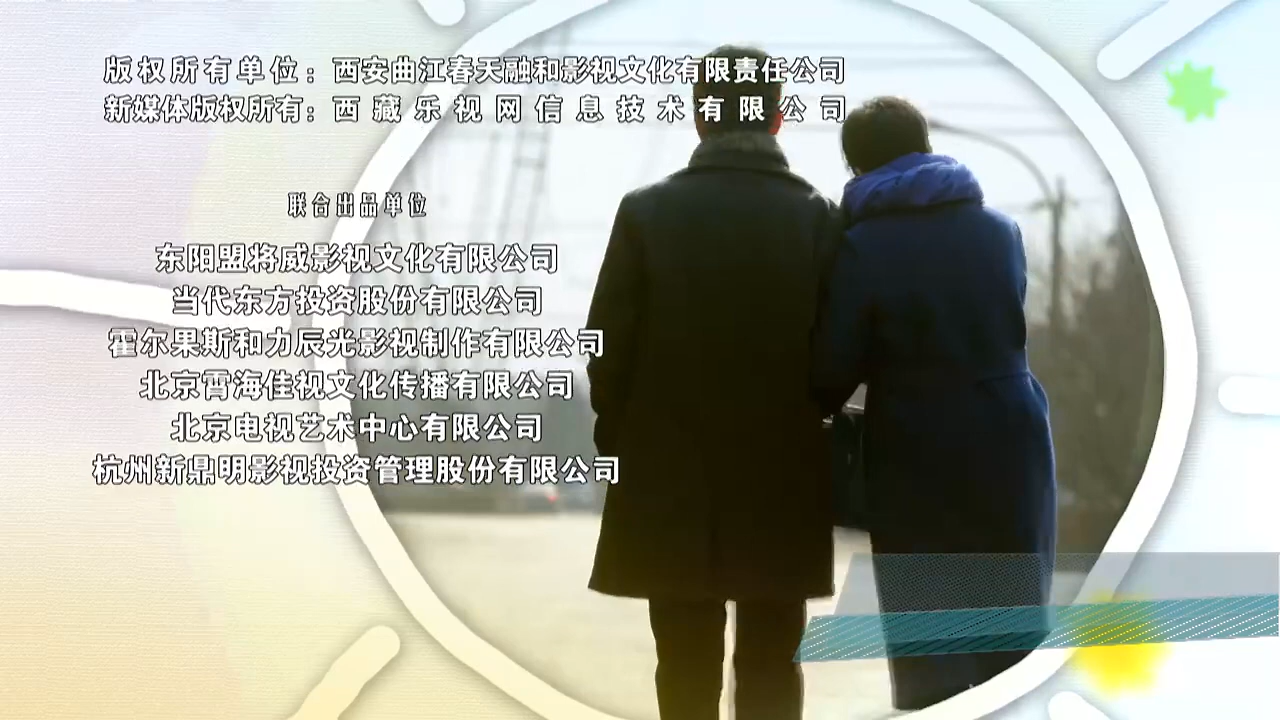 版权所有单位：西安曲江春天融和影视文化有限责任公司
新媒体版权所有：西藏乐视网信息技术有限公司
联合出品单位
东阳盟将威影视文化有限公司
当代东方投资股份有限公司
霍尔果斯和力辰光影视制作有限公司
北京霄海佳视文化传播有限公司
北京电视艺术中心有限公司
杭州新鼎明影视投资管理股份有限公司